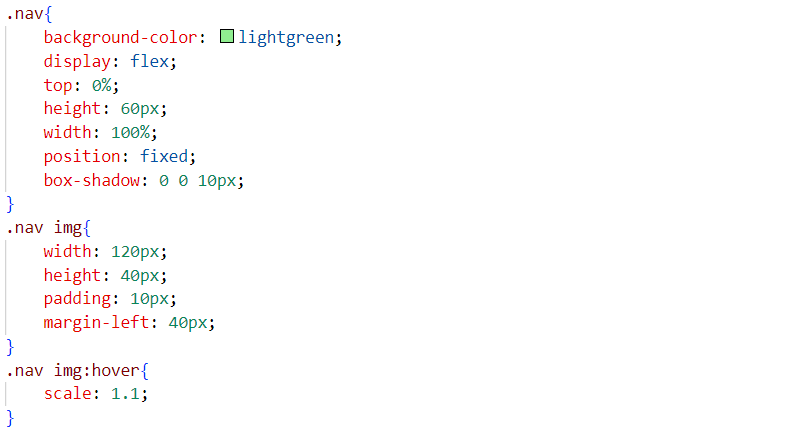 .nav{
    background-color: lightgreen;
    display: flex;
    top: 0%;
    height: 60px;
    width: 100%;
    position: fixed;
    box-shadow: 0 0 10px;
}
.nav img{
    width: 120px;
    height: 40px;
    padding: 10px;
    margin-left: 40px;
}
.nav img:hover{
    scale: 1.1;
}